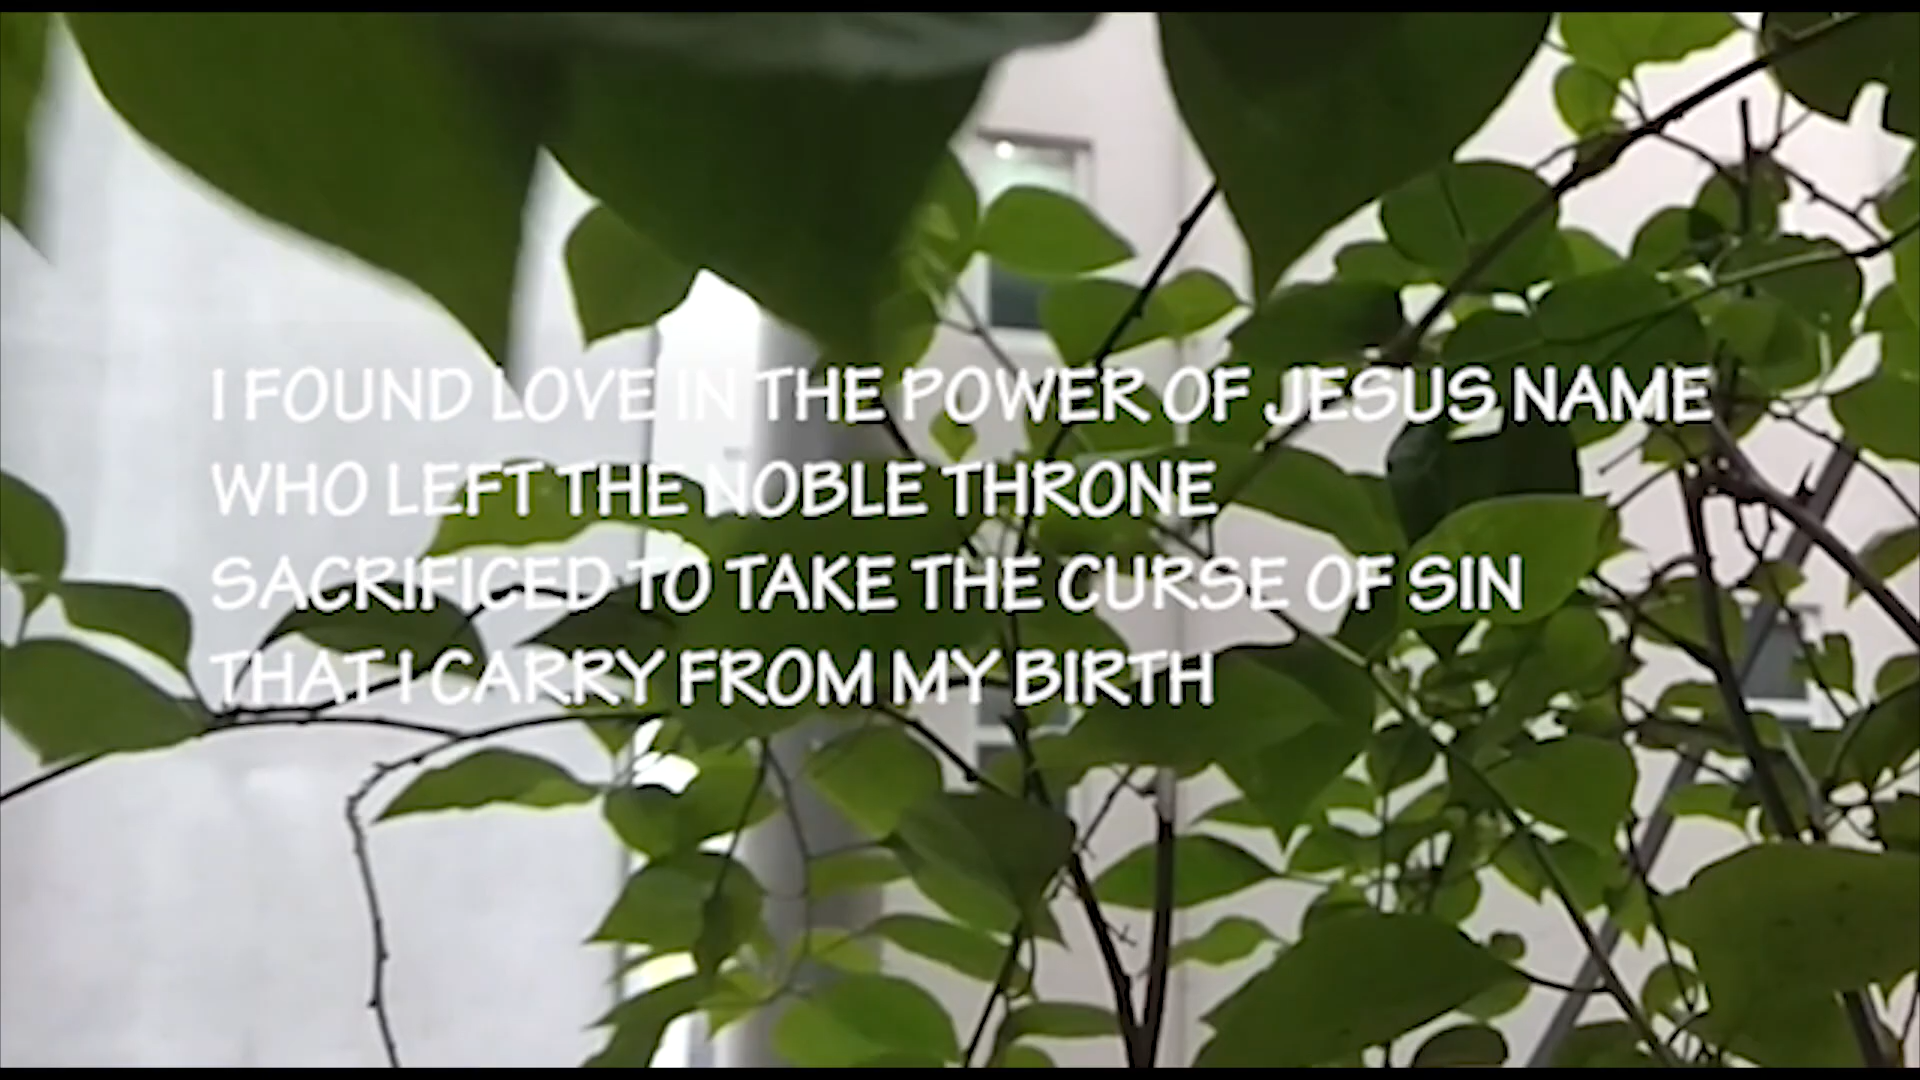 I FOUND LOVE IN THE POWER OF JESUS NAME
WHO LEFT THE NOBLE THRONE
SACRIFICED TO TAKE THE CURSE OF SIN
THAT I CARRY FROM MY BIRTH